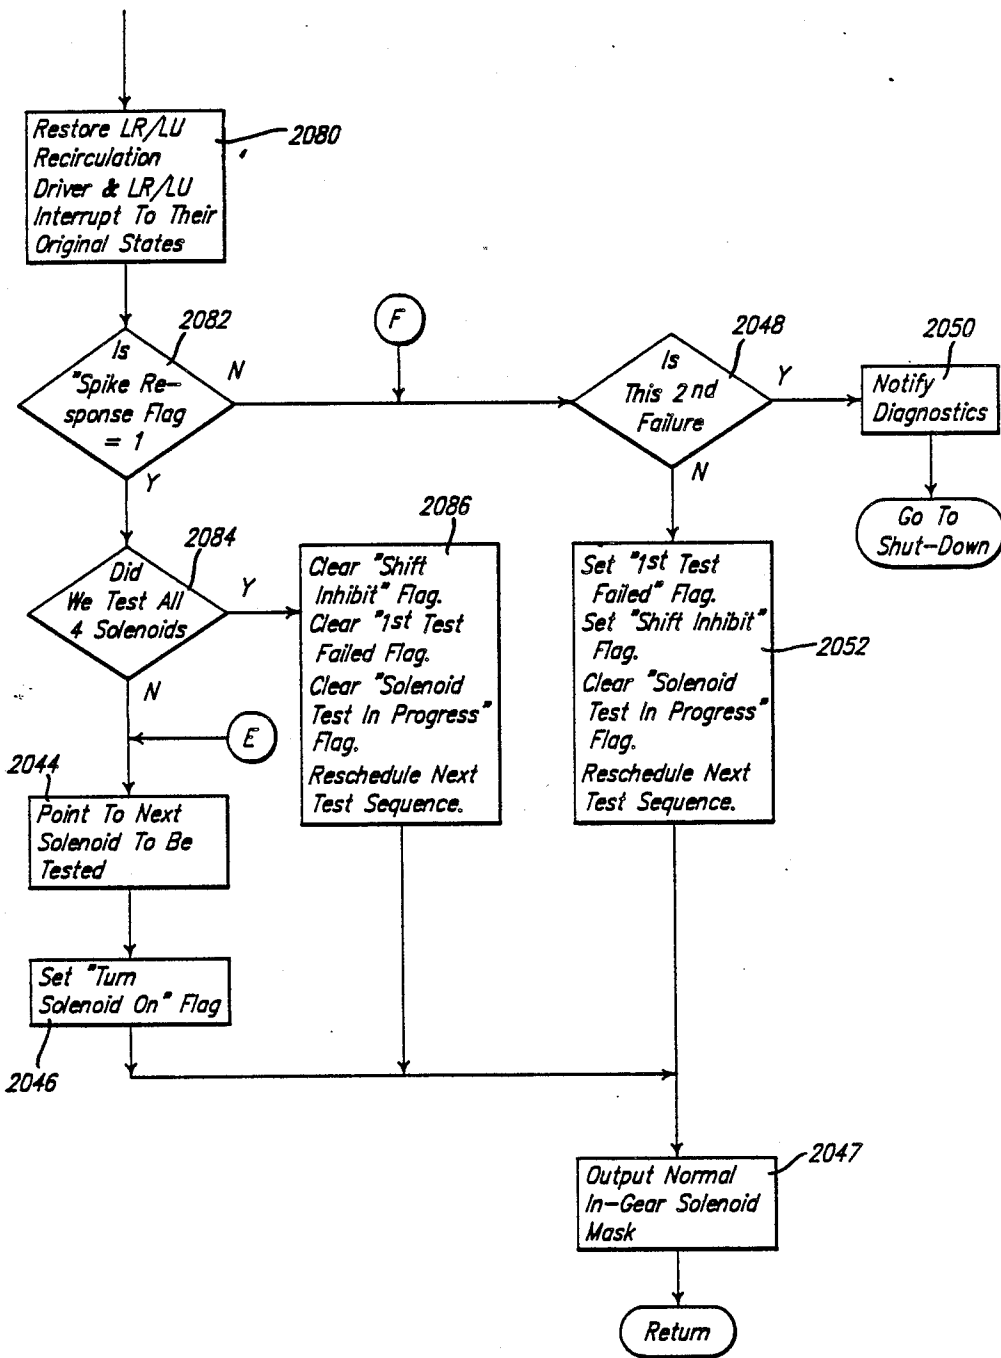 Restore LR/LU
Recirculation
Driver & LR/LU
Interrupt To Their
Original States
2080
2082
Is
"Spike Re-
sponse Flag
= 1
N
Y
F
2048
Is
This 2nd
Failure
Y
N
2050
Notify
Diagnostics
Go To
Shut-Down
2084
Did
We Test All
4 Solenoids
Y
N
2086
Clear "Shift
Inhibit" Flag.
Clear "1st Test
Failed Flag.
Clear "Solenoid
Test In Progress"
Flag.
Reschedule Next
Test Sequence.
Set "1st Test
Failed" Flag.
Set "Shift Inhibit"
Flag.
Clear "Solenoid
Test In Progress"
Flag.
Reschedule Next
Test Sequence.
2052
E
2044
Point To Next
Solenoid To Be
Tested
Set "Turn
Solenoid On" Flag
2046
2047
Output Normal
In-Gear Solenoid
Mask
Return